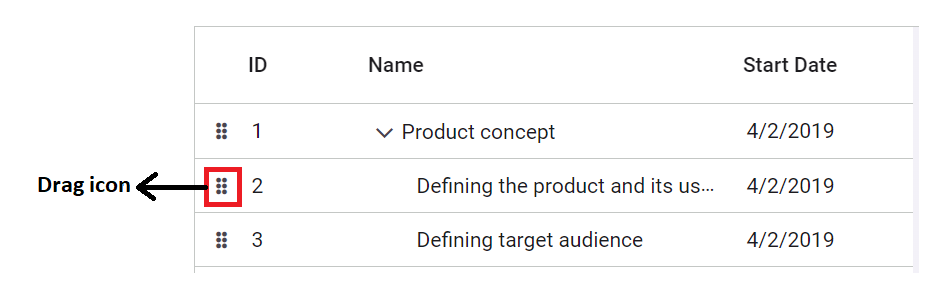 ID Name Start Date
1 Product concept 4/2/2019
Drag icon 2 Defining the product and its us... 4/2/2019
3 Defining target audience 4/2/2019